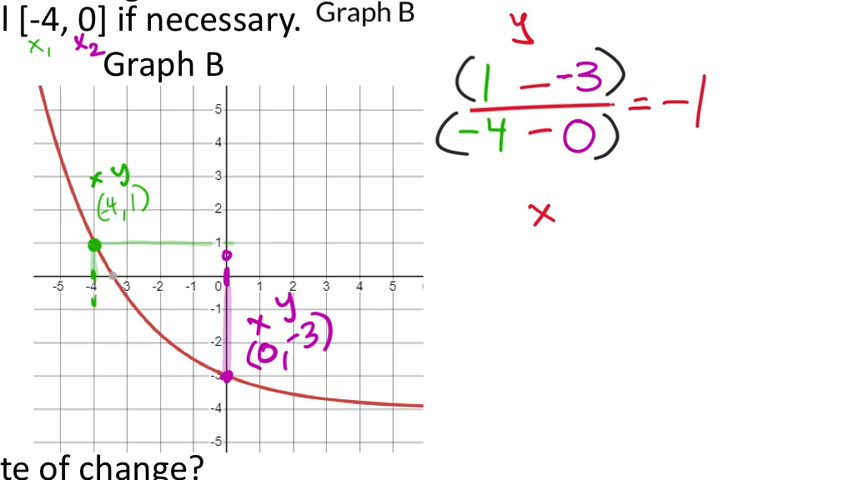 l [-4, 0] if necessary. Graph B
x₁ x₂
Graph B
y
(1 - -3)
(-4 - 0) = -1
x
5
4
3
2
1
x y
(-4, 1)
-5 -4 -3 -2 -1 0 1 2 3 4 5
-1
-2
-3
-4
-5
x y
(0, -3)
te of change?